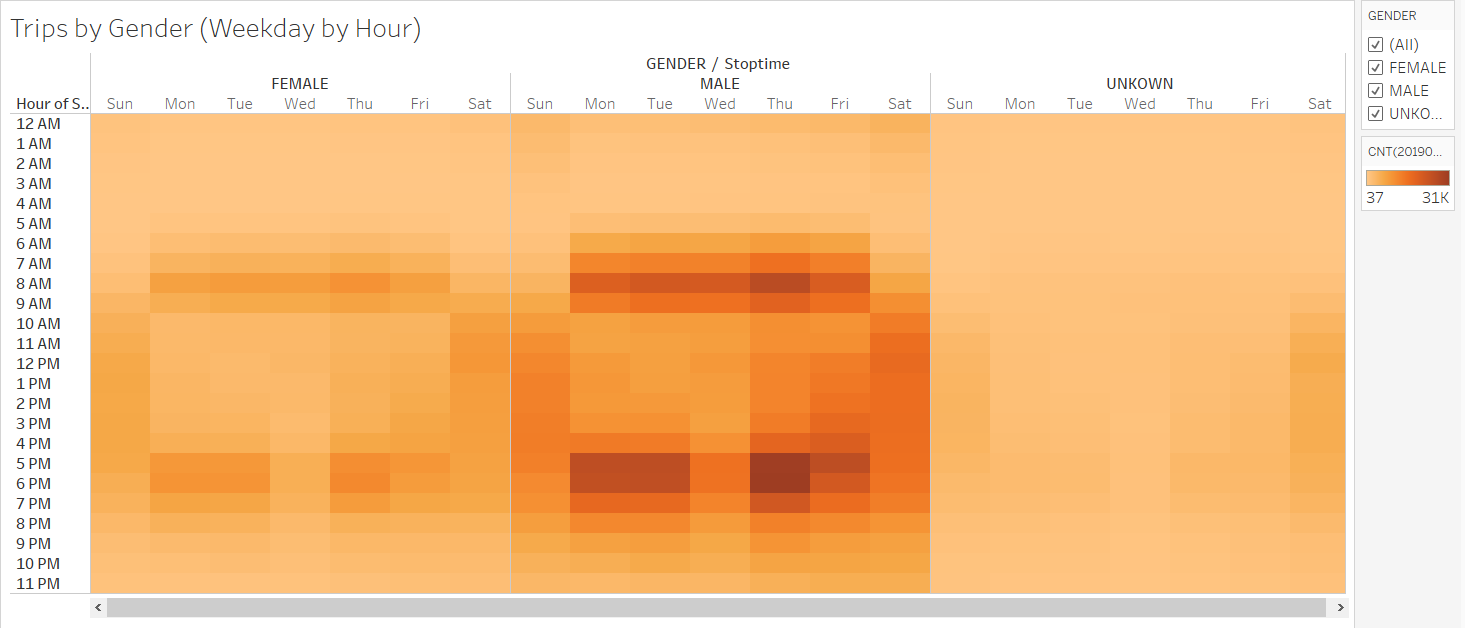 Trips by Gender (Weekday by Hour)
GENDER / Stoptime
FEMALE MALE UNKOWN
Hour of S.. Sun Mon Tue Wed Thu Fri Sat Sun Mon Tue Wed Thu Fri Sat Sun Mon Tue Wed Thu Fri Sat
12 AM
1 AM
2 AM
3 AM
4 AM
5 AM
6 AM
7 AM
8 AM
9 AM
10 AM
11 AM
12 PM
1 PM
2 PM
3 PM
4 PM
5 PM
6 PM
7 PM
8 PM
9 PM
10 PM
11 PM
GENDER
(All)
FEMALE
MALE
UNKO...
CNT(20190...
37 31K